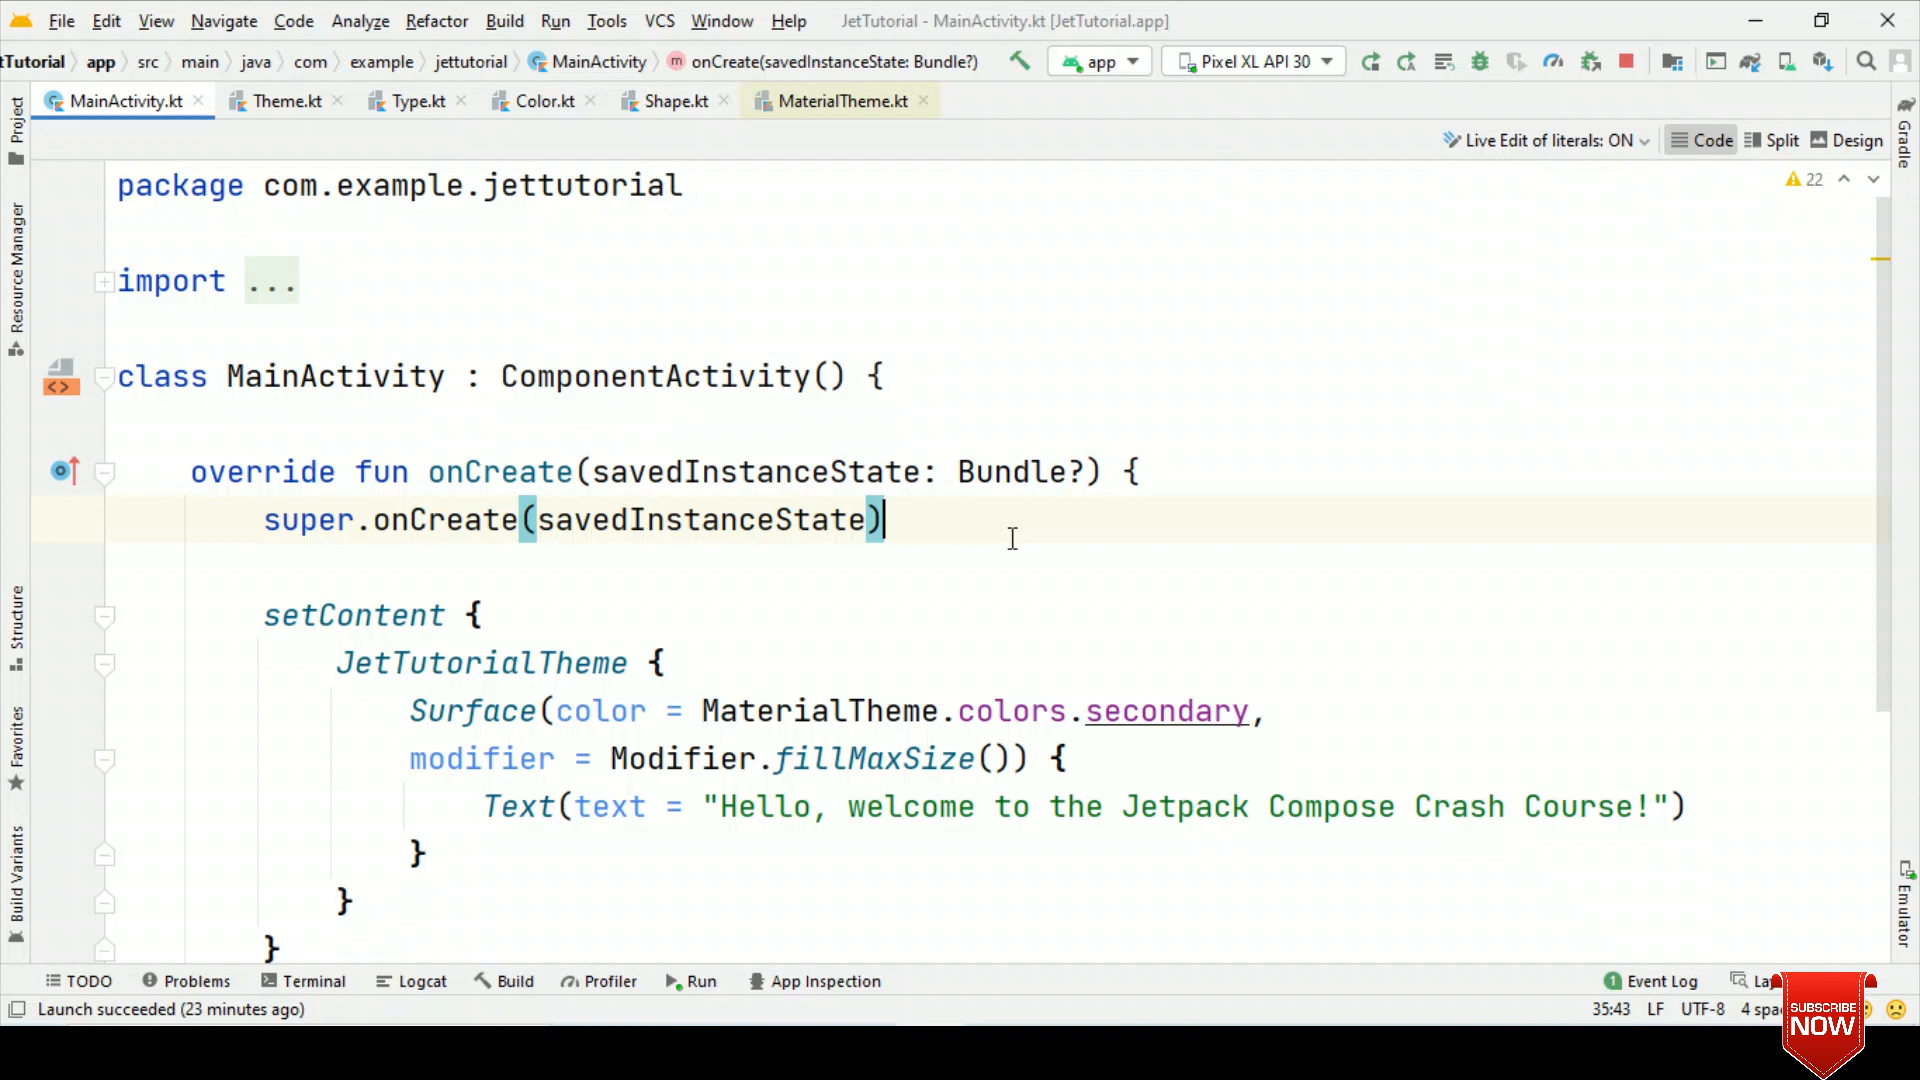 File Edit View Navigate Code Analyze Refactor Build Run Tools VCS Window Help JetTutorial - MainActivity.kt [JetTutorial.app]
tTutorial app src main java com example jettutorial MainActivity m onCreate(savedInstanceState: Bundle?) app Pixel XL API 30
MainActivity.kt Theme.kt Type.kt Color.kt Shape.kt MaterialTheme.kt
Live Edit of literals: ON Code Split Design
22
Project
Resource Manager
Structure
Favorites
Build Variants
Gradle
Emulator
package com.example.jettutorial
import ...
class MainActivity : ComponentActivity() {
override fun onCreate(savedInstanceState: Bundle?) {
super.onCreate(savedInstanceState)
setContent {
JetTutorialTheme {
Surface(color = MaterialTheme.colors.secondary,
modifier = Modifier.fillMaxSize()) {
Text(text = "Hello, welcome to the Jetpack Compose Crash Course!")
}
}
}
TODO Problems Terminal Logcat Build Profiler Run App Inspection 1 Event Log
Launch succeeded (23 minutes ago) 35:43 LF UTF-8 4
SUBSCRIBE
NOW